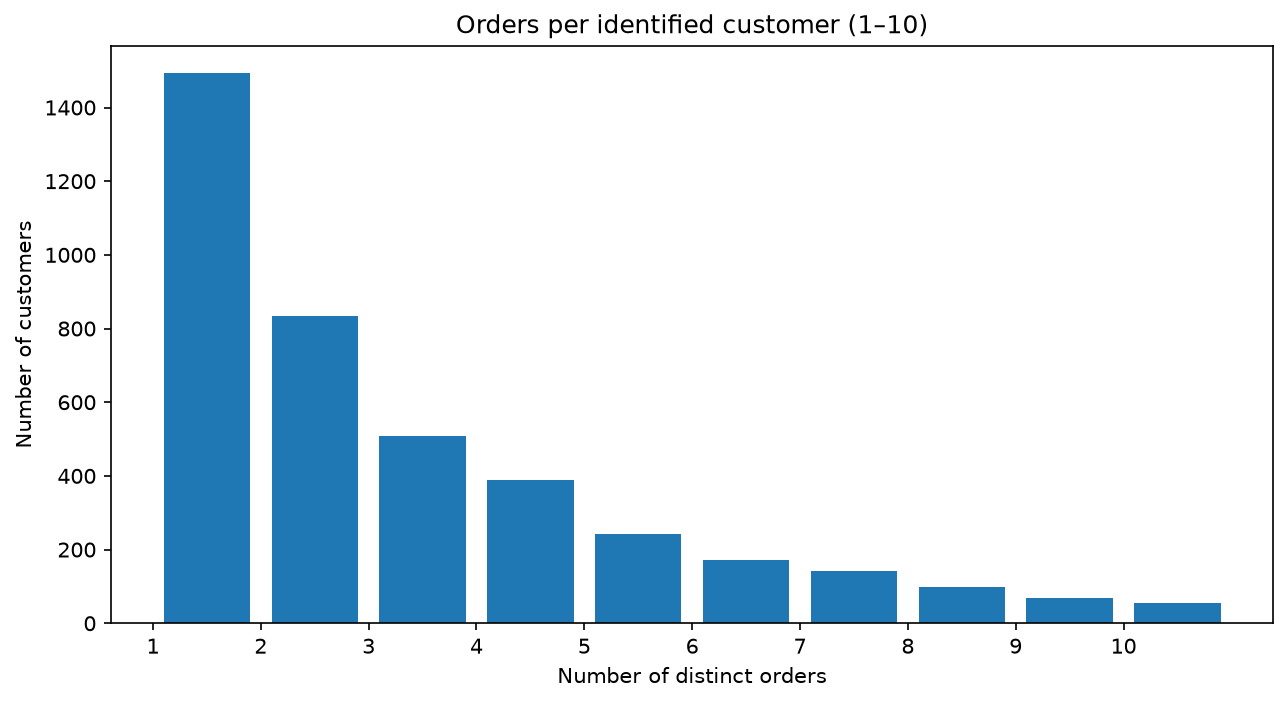 Orders per identified customer (1–10)
Number of customers
1400
1200
1000
800
600
400
200
0
1 2 3 4 5 6 7 8 9 10
Number of distinct orders